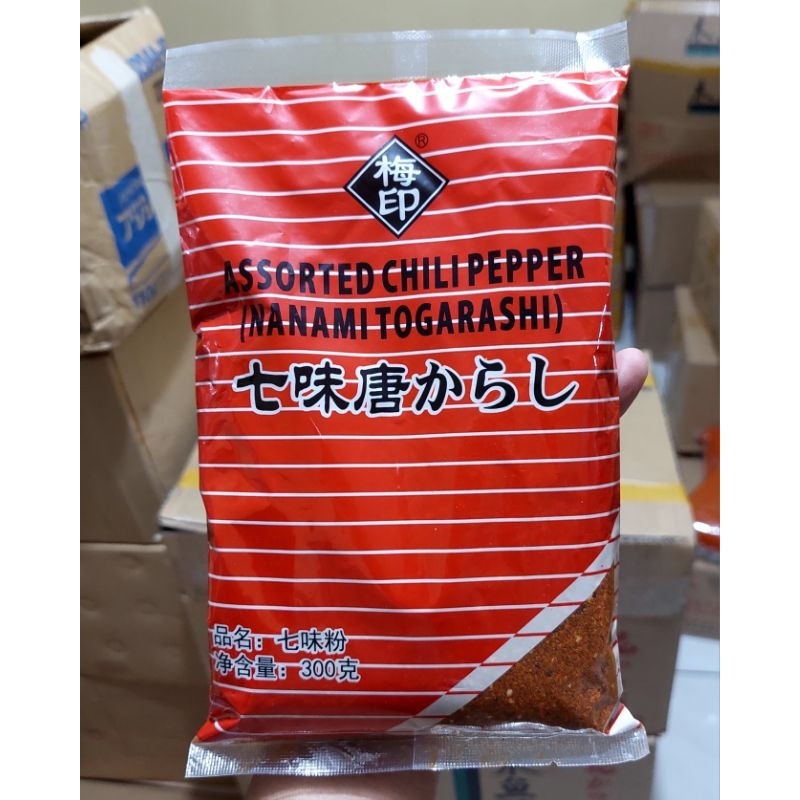 梅印®
ASSORTED CHILI PEPPER
(NANAMI TOGARASHI)
七味唐からし
品名：七味粉
净含量：300克